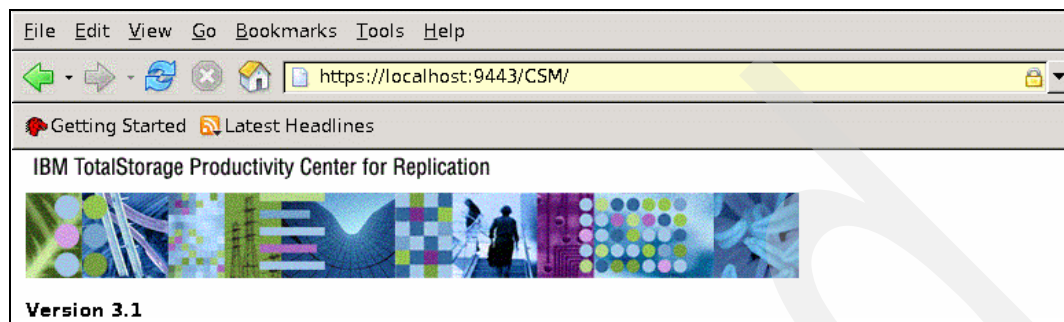 File Edit View Go Bookmarks Tools Help
https://localhost:9443/CSM/
Getting Started Latest Headlines
IBM TotalStorage Productivity Center for Replication
Version 3.1